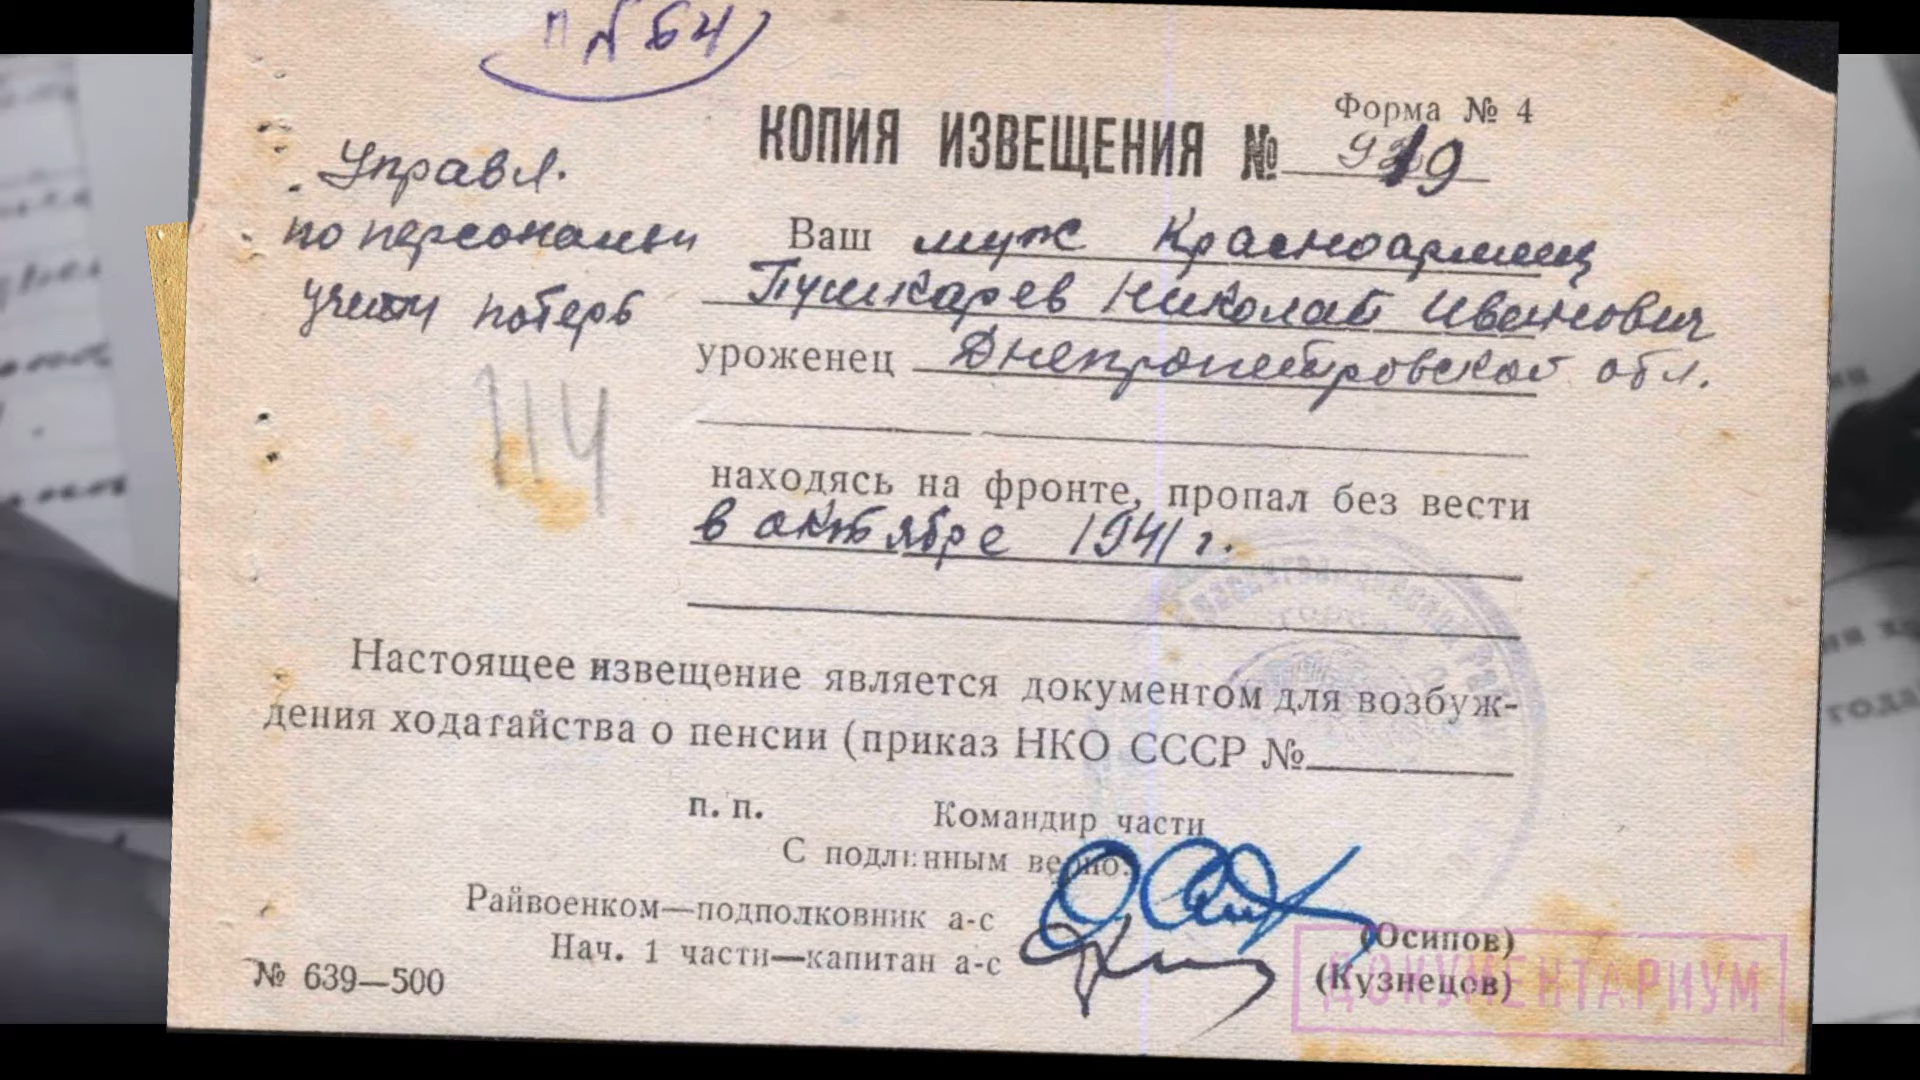 П № 64
Форма № 4
КОПИЯ ИЗВЕЩЕНИЯ № 919
Управл.
по персональн
учету потерь
114
Ваш муж Красноармеец
Пушкарев Николай Иванович
уроженец Днепропетровской обл.
находясь на фронте, пропал без вести
в октябре 1941 г.
Настоящее извещение является документом для возбуж-
дения ходатайства о пенсии (приказ НКО СССР №
п. п. Командир части
С подлинным верно:
Райвоенком—подполковник а-с (Осипов)
Нач. 1 части—капитан а-с (Кузнецов)
№ 639—500
ДОКУМЕНТАРИУМ